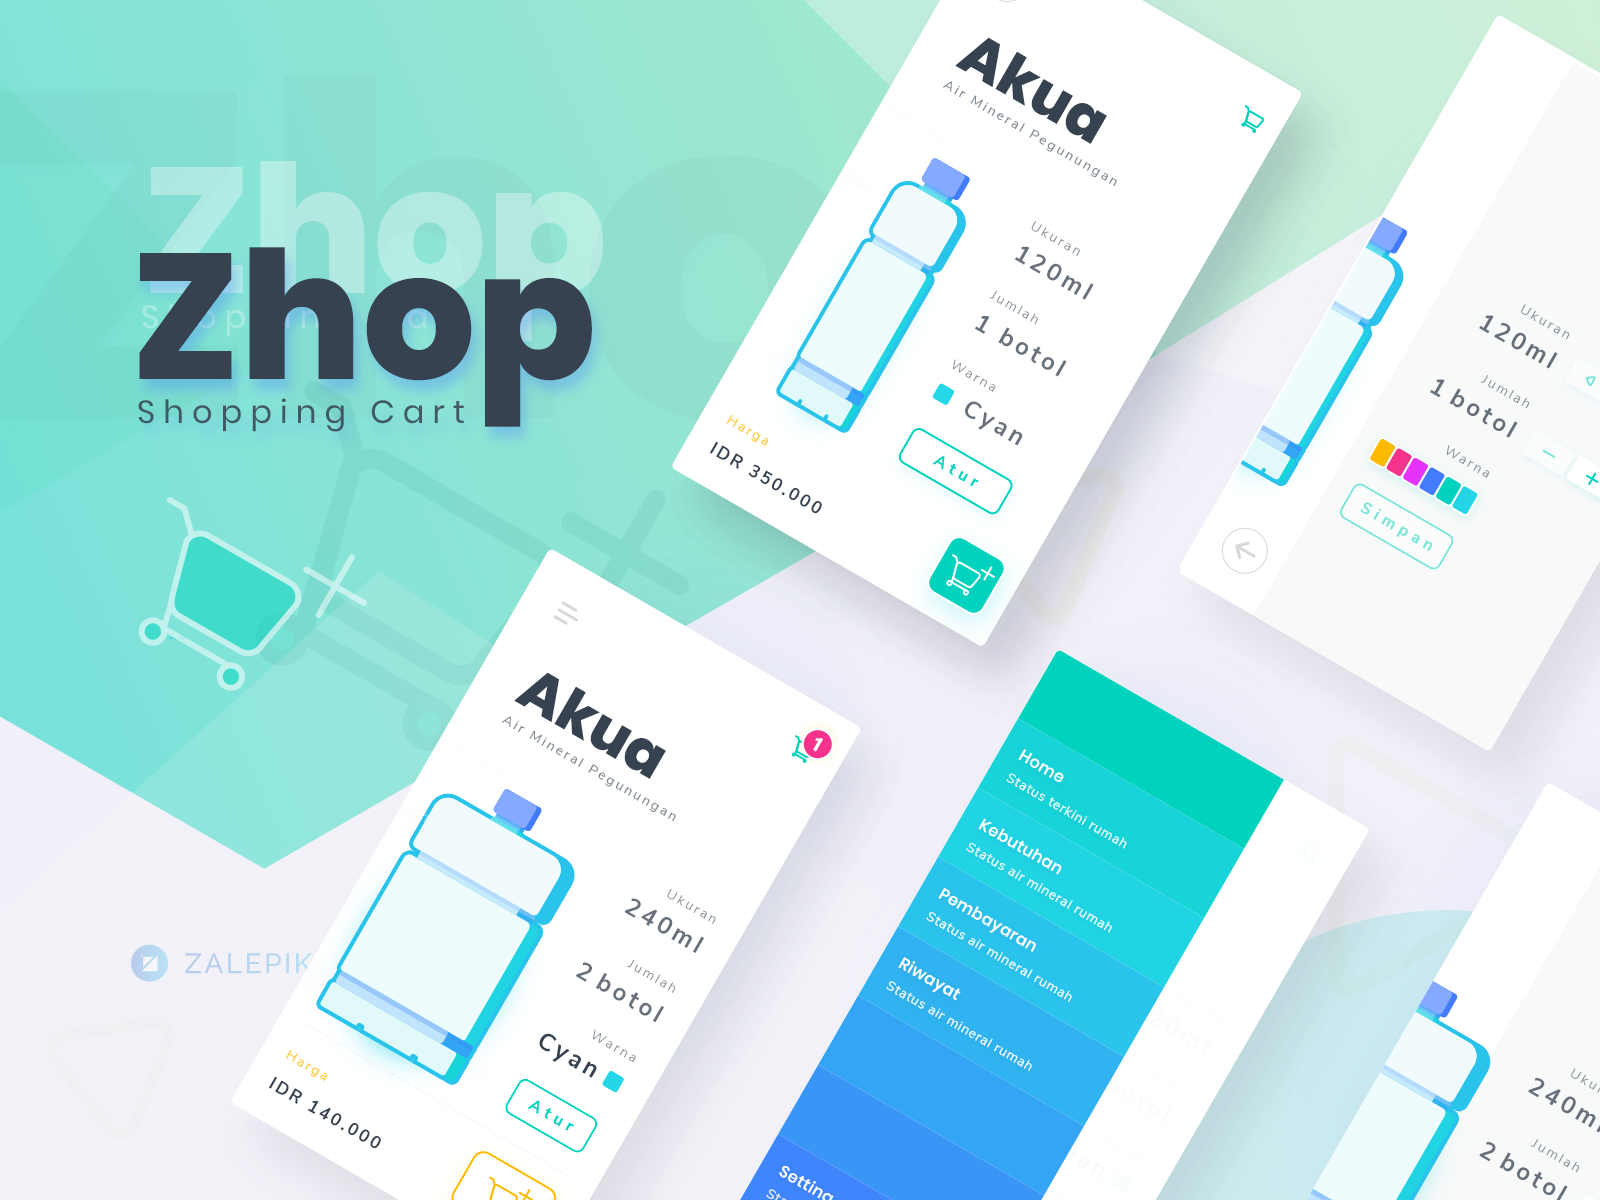 Zhop
Zhop
Shopping Cart
ZALEPIK
Akua
Air Mineral Pegunungan
Ukuran
120ml
Jumlah
1 botol
Warna
Cyan
Atur
Harga
IDR 350.000
Ukuran
120ml
Jumlah
1 botol
Warna
Simpan
Akua
Air Mineral Pegunungan
1
Ukuran
240ml
Jumlah
2 botol
Warna
Cyan
Atur
Harga
IDR 140.000
Home
Status terkini rumah
Kebutuhan
Status air mineral rumah
Pembayaran
Status air mineral rumah
Riwayat
Status air mineral rumah
Setting
240m
Jumlah
2 botol